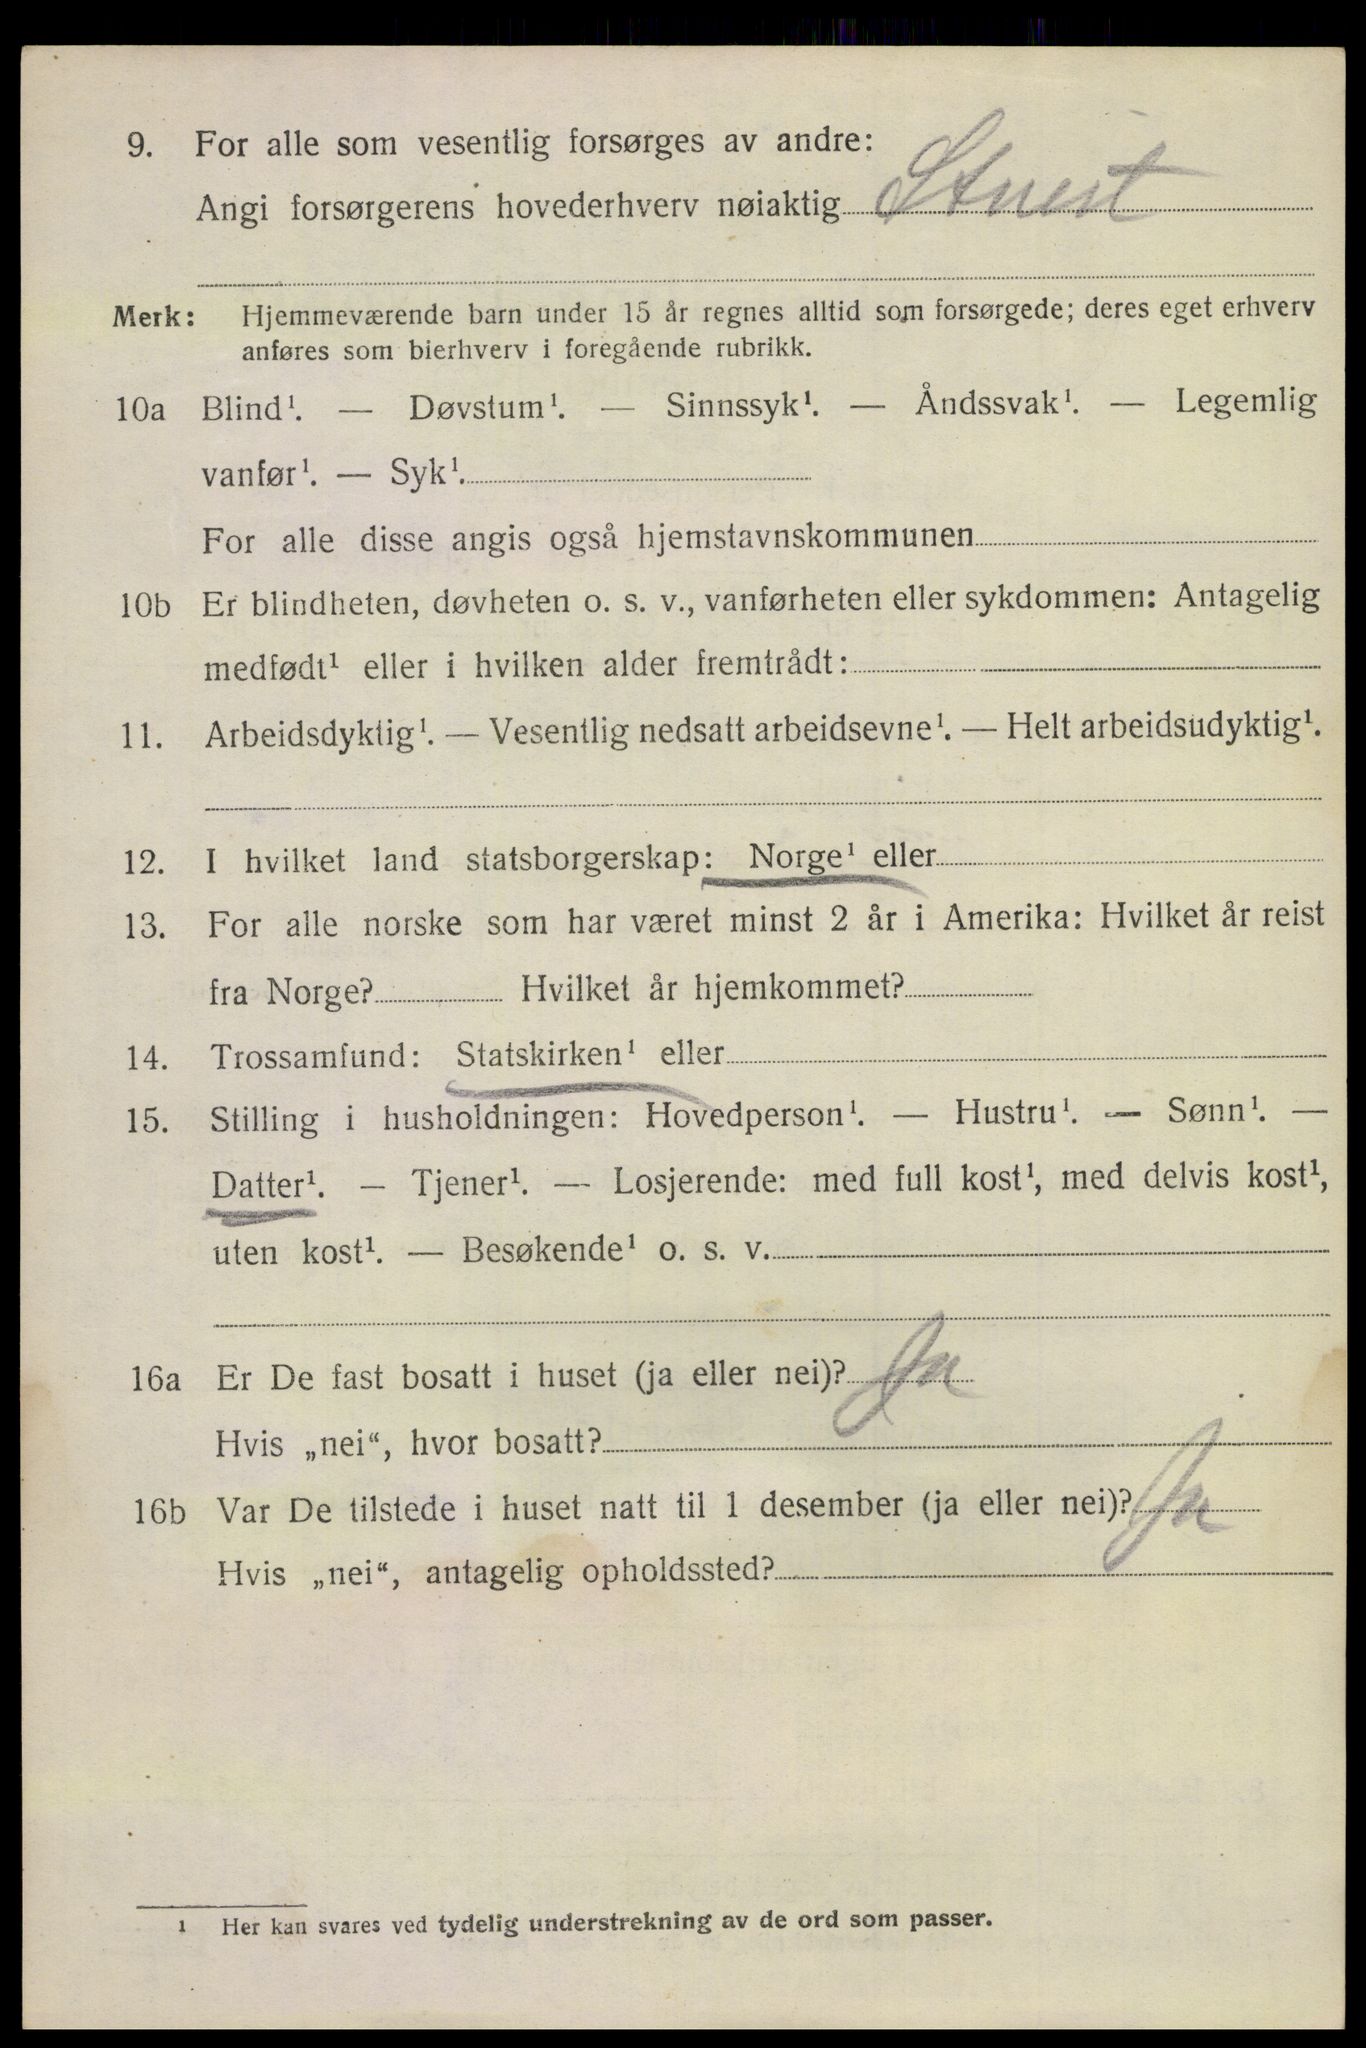 9. For alle som vesentlig forsørges av andre:
Angi forsørgerens hovederhverv nøiaktig
Merk: Hjemmeværende barn under 15 år regnes alltid som forsørgede; deres eget erhverv
anføres som bierhverv i foregående rubrikk.
10a Blind¹. — Døvstum¹. — Sinnssyk¹. — Åndssvak¹. — Legemlig
vanfør¹. — Syk¹.
For alle disse angis også hjemstavnskommunen
10b Er blindheten, døvheten o. s. v., vanførheten eller sykdommen: Antagelig
medfødt¹ eller i hvilken alder fremtrådt:
11. Arbeidsdyktig¹. — Vesentlig nedsatt arbeidsevne¹. — Helt arbeidsudyktig¹.
12. I hvilket land statsborgerskap: Norge¹ eller
13. For alle norske som har været minst 2 år i Amerika: Hvilket år reist
fra Norge? Hvilket år hjemkommet?
14. Trossamfund: Statskirken¹ eller
15. Stilling i husholdningen: Hovedperson¹. — Hustru¹. — Sønn¹. —
Datter¹. — Tjener¹. — Losjerende: med full kost¹, med delvis kost¹,
uten kost¹. — Besøkende¹ o. s. v.
16a Er De fast bosatt i huset (ja eller nei)? Ja
Hvis „nei“, hvor bosatt?
16b Var De tilstede i huset natt til 1 desember (ja eller nei)? Ja
Hvis „nei“, antagelig opholdssted?
1 Her kan svares ved tydelig understrekning av de ord som passer.